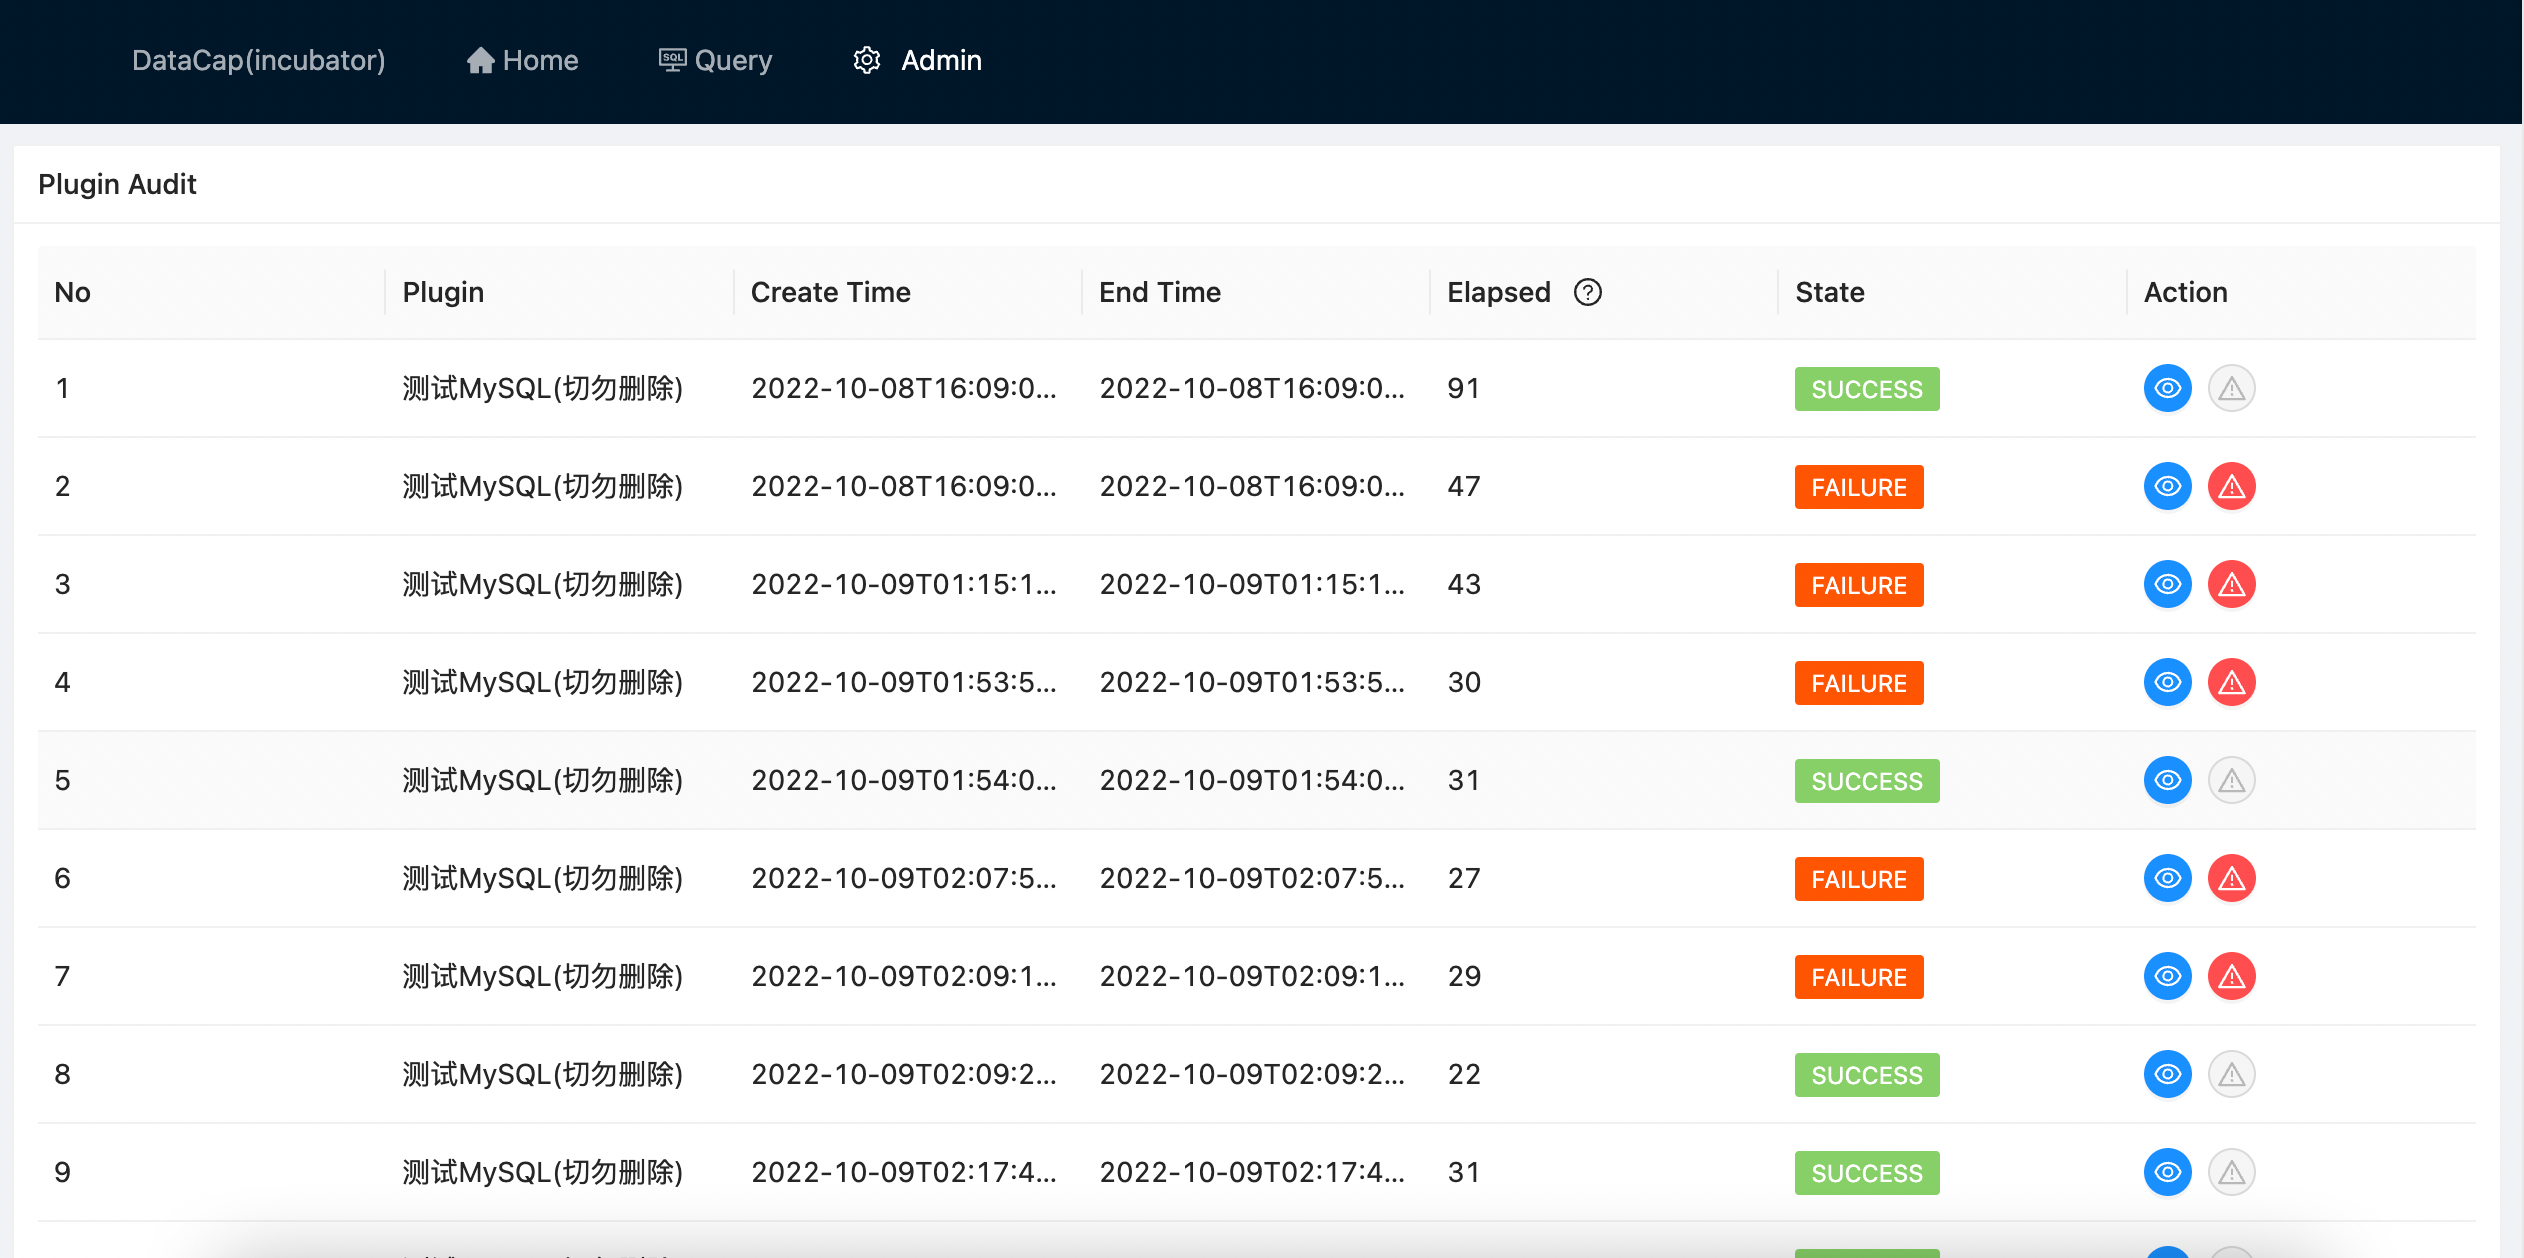 DataCap(incubator) Home SQL Query Admin
Plugin Audit
No Plugin Create Time End Time Elapsed ? State Action
1 测试MySQL(切勿删除) 2022-10-08T16:09:0... 2022-10-08T16:09:0... 91 SUCCESS
2 测试MySQL(切勿删除) 2022-10-08T16:09:0... 2022-10-08T16:09:0... 47 FAILURE
3 测试MySQL(切勿删除) 2022-10-09T01:15:1... 2022-10-09T01:15:1... 43 FAILURE
4 测试MySQL(切勿删除) 2022-10-09T01:53:5... 2022-10-09T01:53:5... 30 FAILURE
5 测试MySQL(切勿删除) 2022-10-09T01:54:0... 2022-10-09T01:54:0... 31 SUCCESS
6 测试MySQL(切勿删除) 2022-10-09T02:07:5... 2022-10-09T02:07:5... 27 FAILURE
7 测试MySQL(切勿删除) 2022-10-09T02:09:1... 2022-10-09T02:09:1... 29 FAILURE
8 测试MySQL(切勿删除) 2022-10-09T02:09:2... 2022-10-09T02:09:2... 22 SUCCESS
9 测试MySQL(切勿删除) 2022-10-09T02:17:4... 2022-10-09T02:17:4... 31 SUCCESS